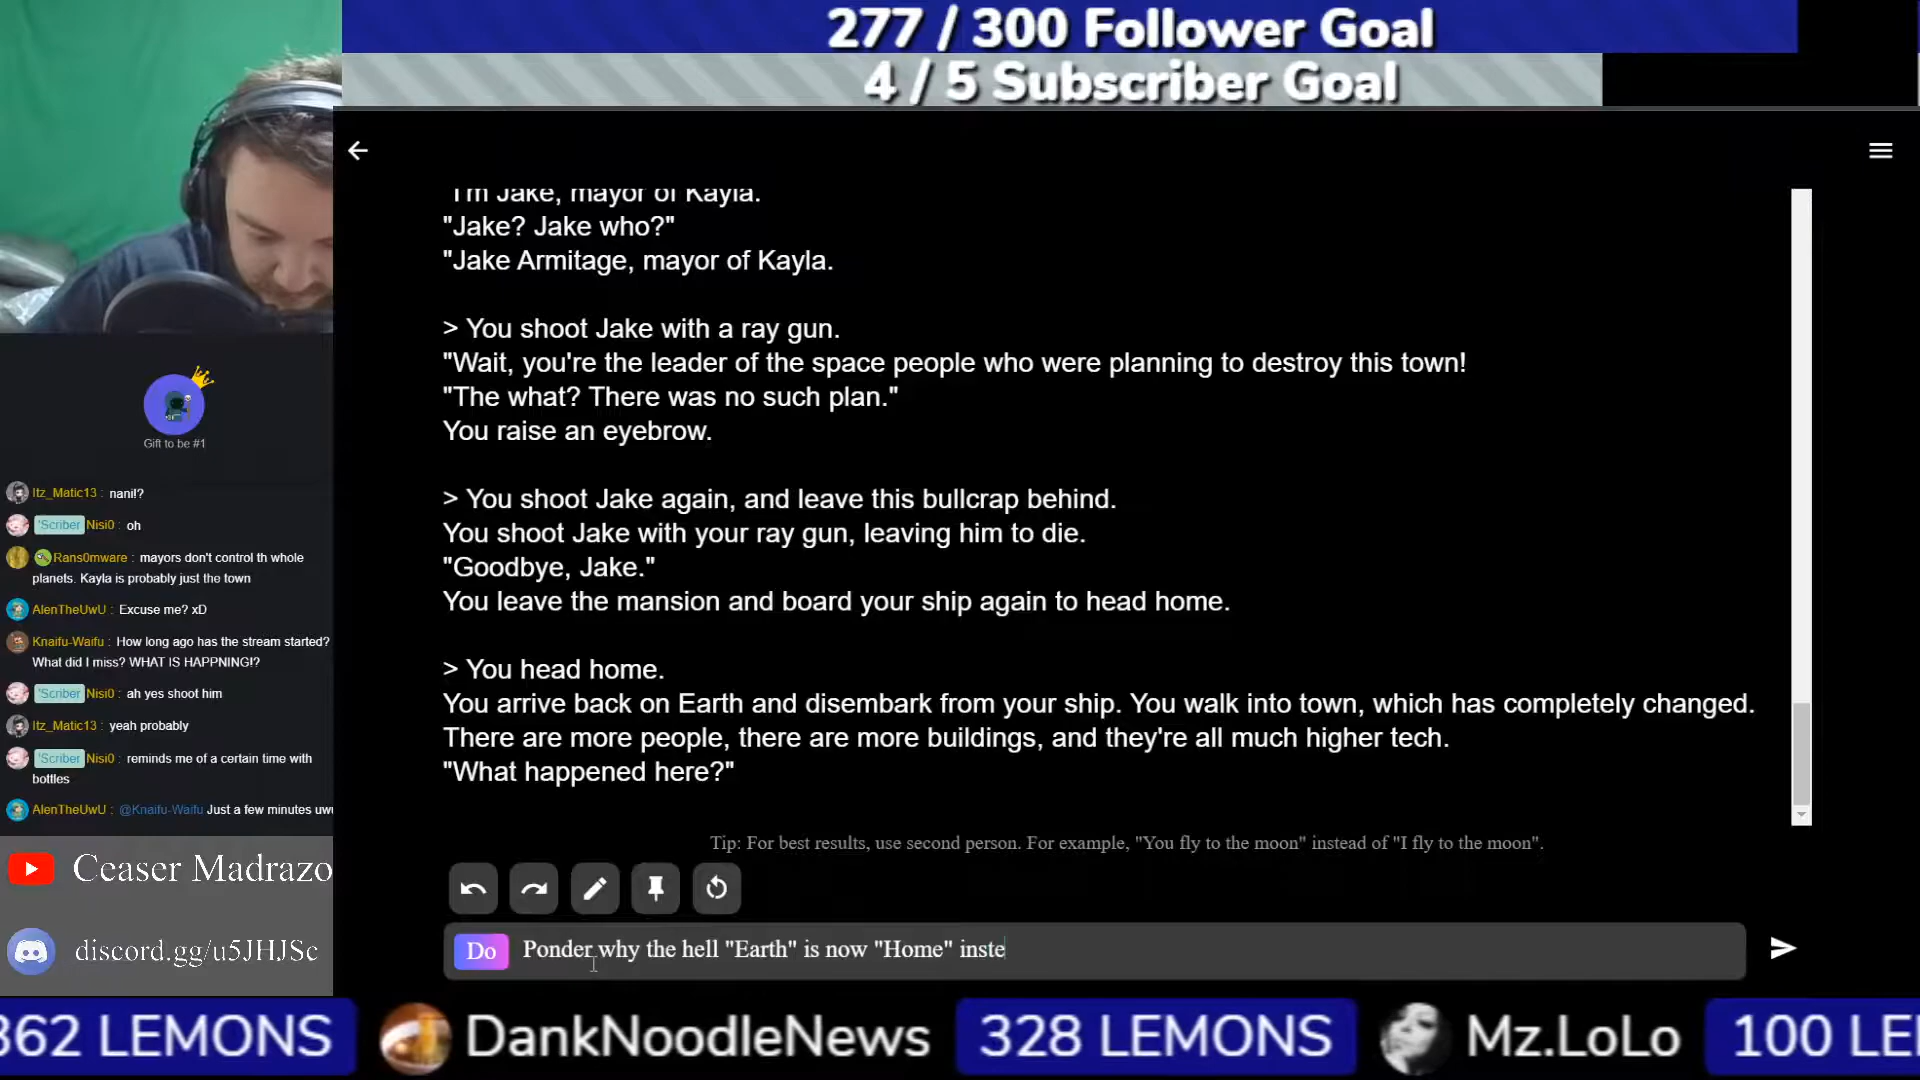 277 / 300 Follower Goal
4 / 5 Subscriber Goal
"I'm Jake, mayor of Kayla.
"Jake? Jake who?"
"Jake Armitage, mayor of Kayla.
> You shoot Jake with a ray gun.
"Wait, you're the leader of the space people who were planning to destroy this town!
"The what? There was no such plan."
You raise an eyebrow.
> You shoot Jake again, and leave this bullcrap behind.
You shoot Jake with your ray gun, leaving him to die.
"Goodbye, Jake."
You leave the mansion and board your ship again to head home.
> You head home.
You arrive back on Earth and disembark from your ship. You walk into town, which has completely changed.
There are more people, there are more buildings, and they're all much higher tech.
"What happened here?"
Tip: For best results, use second person. For example, "You fly to the moon" instead of "I fly to the moon".
Do Ponder why the hell "Earth" is now "Home" inste
Gift to be #1
Itz_Matic13 : nani!?
'Scriber Nisi0 : oh
Rans0mware : mayors don't control th whole
planets. Kayla is probably just the town
AlenTheUwU : Excuse me? xD
Knaifu-Waifu : How long ago has the stream started?
What did I miss? WHAT IS HAPPNING!?
'Scriber Nisi0 : ah yes shoot him
Itz_Matic13 : yeah probably
'Scriber Nisi0 : reminds me of a certain time with
bottles
AlenTheUwU : @Knaifu-Waifu Just a few minutes uw
Ceaser Madrazo
discord.gg/u5JHJSc
362 LEMONS DankNoodleNews 328 LEMONS Mz.LoLo 100 LE